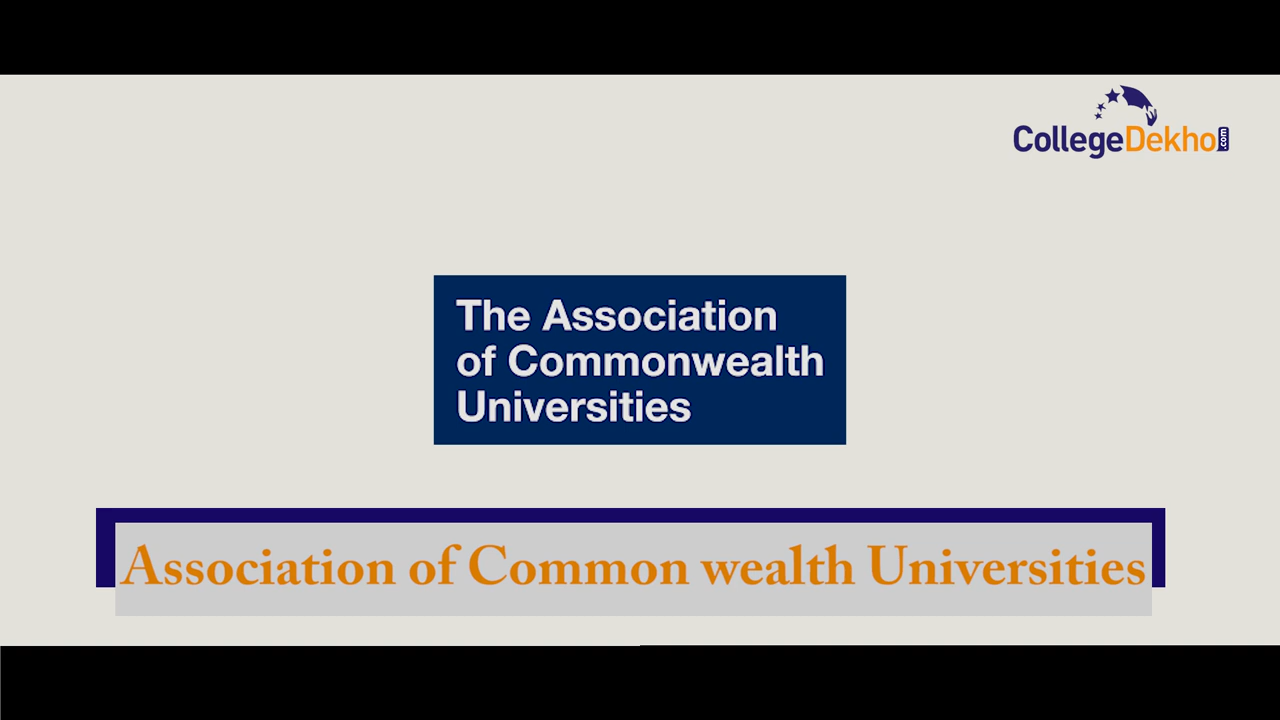 CollegeDekho.com
The Association
of Commonwealth
Universities
Association of Common wealth Universities